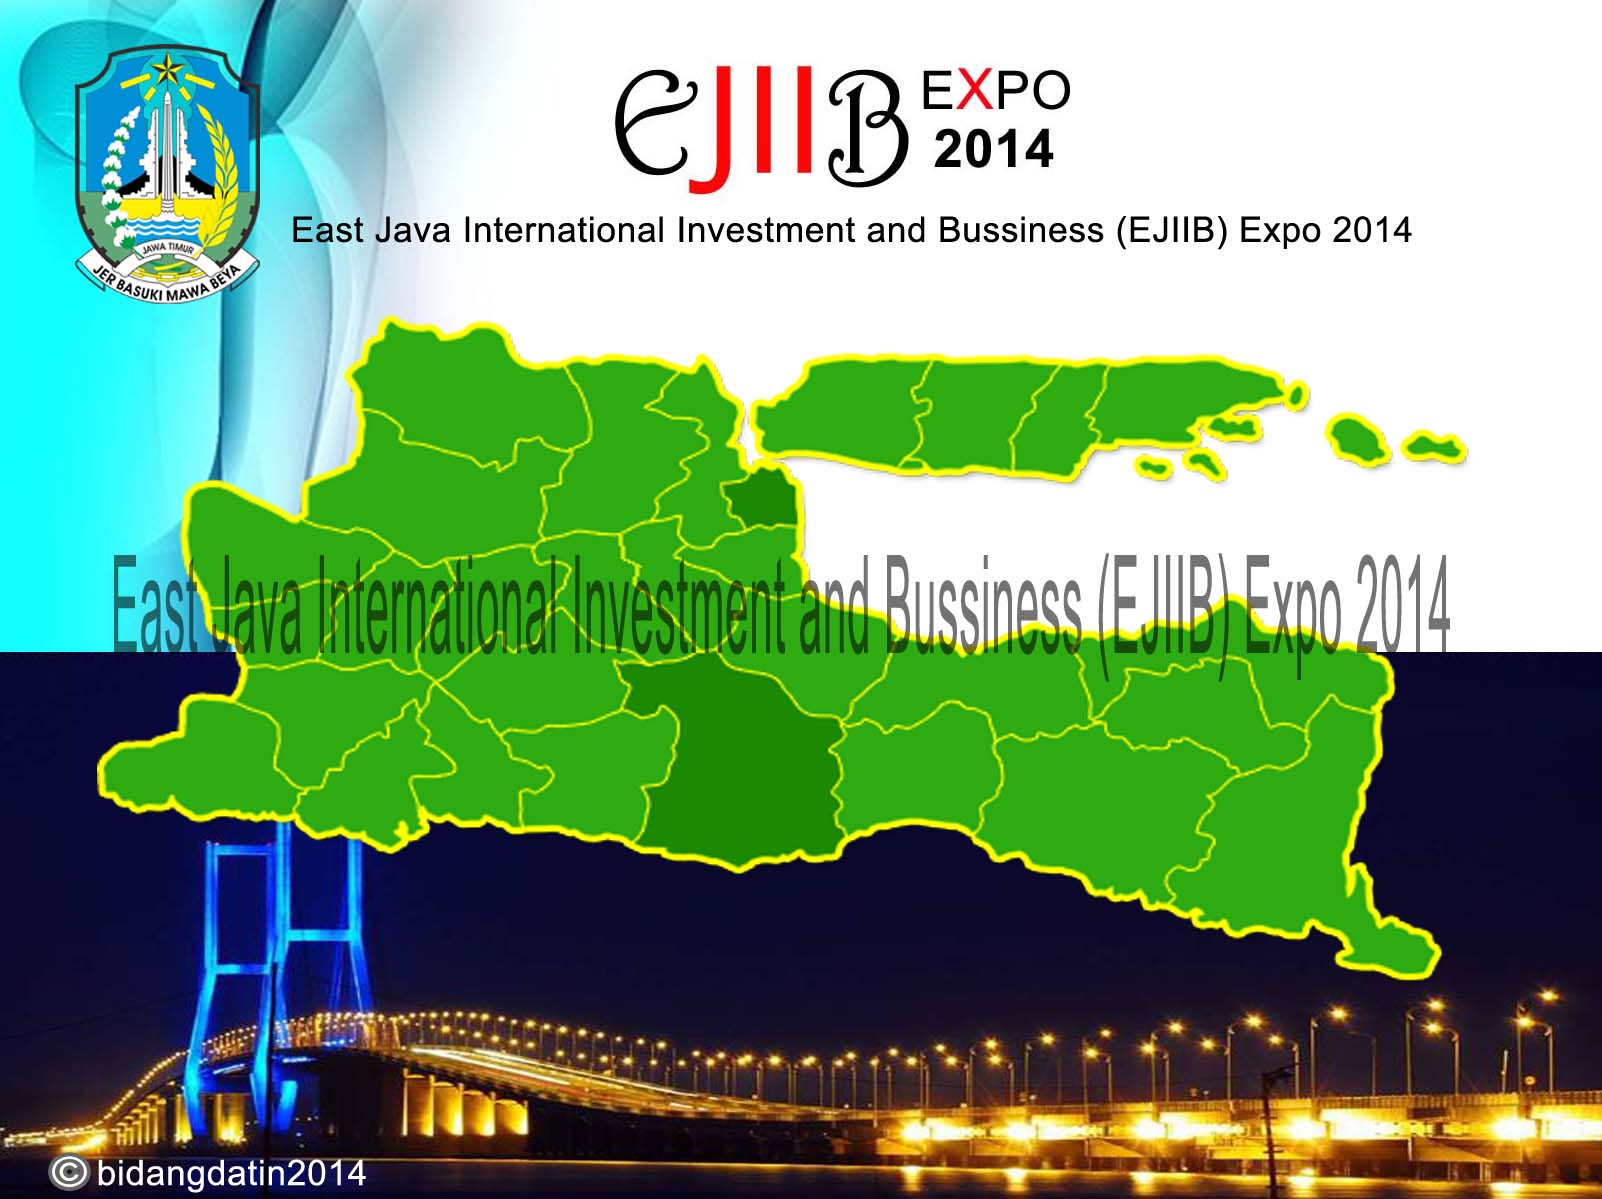 EJIIB EXPO
2014
East Java International Investment and Bussiness (EJIIB) Expo 2014
JAWA TIMUR
JER BASUKI MAWA BEYA
East Java International Investment and Bussiness (EJIIB) Expo 2014
© bidangdatin2014